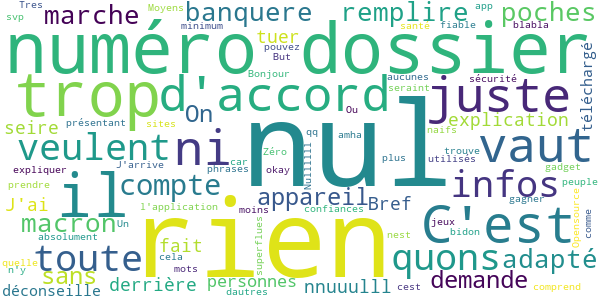 Tres Moyens banquere remplire app poches
svp marche minimum santé fiable blabla
numéro dossier
tuer pouvez But Bonjour aucunes sécurité téléchargé
trop d'accord seraint juste
seire présentant sites On Ou explication
veulent ni nul vaut
expliquer J'arrive phrases car Zéro qq amha naifs
prendre okay Nullllll plus utilisés trouve gadget peuple
J'ai il compte appareil Bref infos gagner
macron l'application moins confiances jeux C'est
absolument Un rien bidon Opensource comme
toute fait superflues nest quons adapté
quelle sans cela mots
n'y derrière personnes nnuuulll demande
déconseille dautres cest comprend